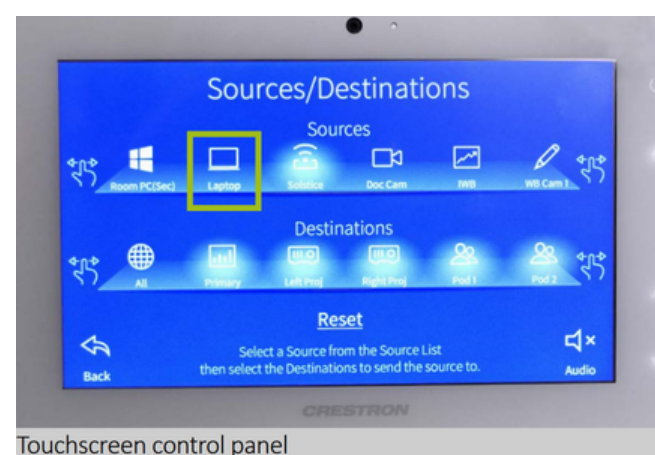 Sources/Destinations
Sources
Room PC(Sec) Laptop Solstice Doc Cam IWB WB Cam 1
Destinations
All Primary Left Proj Right Proj Pod 1 Pod 2
Reset
Select a Source from the Source List
then select the Destinations to send the source to.
Back
Audio
CRESTRON
Touchscreen control panel